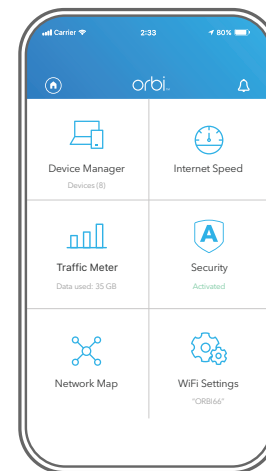 Carrier 2:33 80%
orbi
Device Manager Internet Speed
Devices (8)
Traffic Meter Security
Data used: 35 GB Activated
Network Map WiFi Settings
"ORBI66"